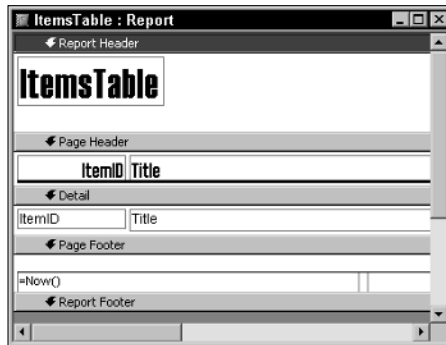 ItemsTable : Report
Report Header
ItemsTable
Page Header
ItemID Title
Detail
ItemID Title
Page Footer
=Now()
Report Footer